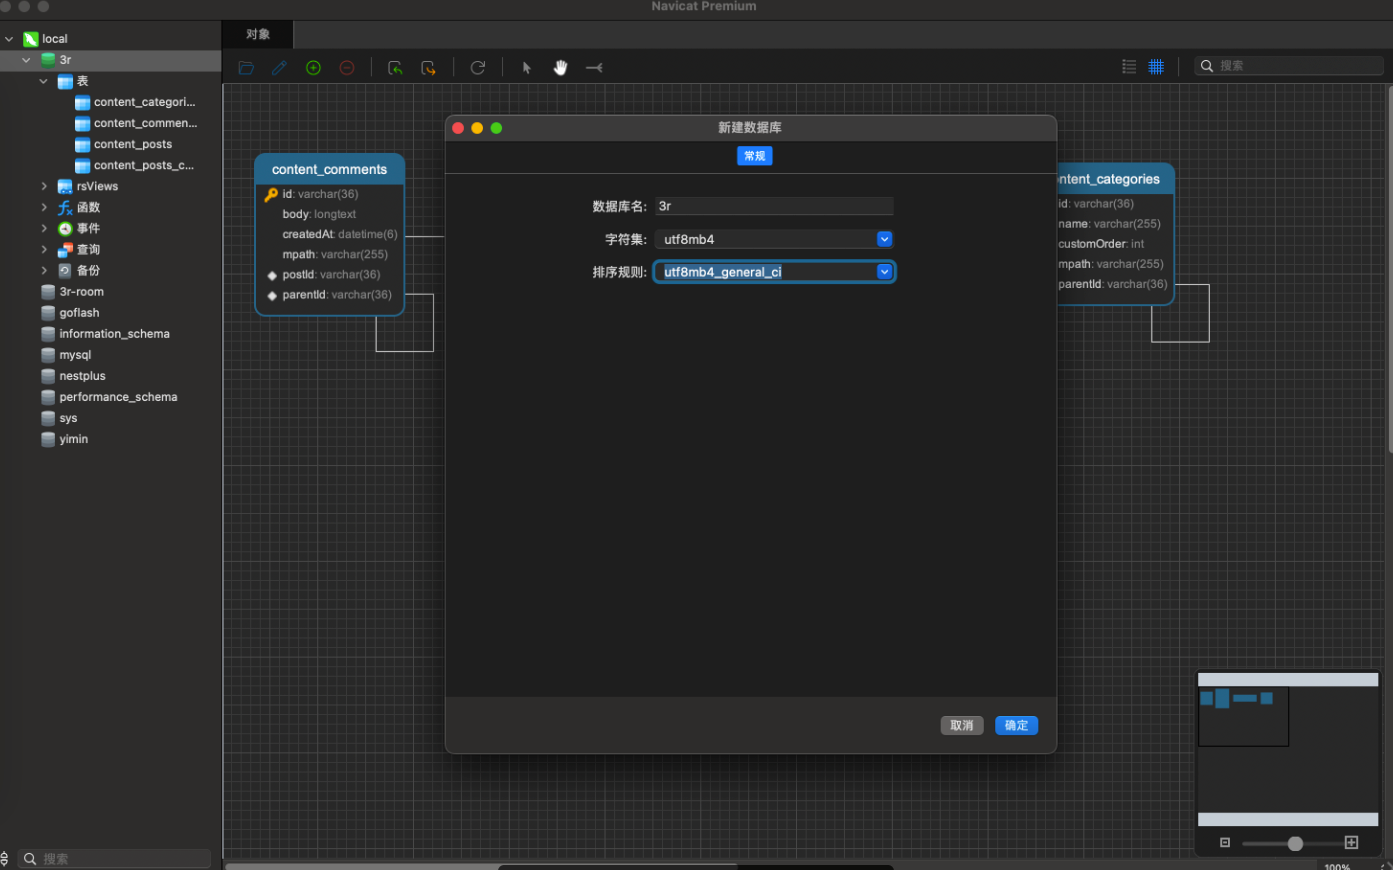 Navicat Premium
local
3r
表
content_categori...
content_commen...
content_posts
content_posts_c...
rsViews
函数
事件
查询
备份
3r-room
goflash
information_schema
mysql
nestplus
performance_schema
sys
yimin
搜索
对象
搜索
content_comments
id: varchar(36)
body: longtext
createdAt: datetime(6)
mpath: varchar(255)
postId: varchar(36)
parentId: varchar(36)
新建数据库
常规
数据库名: 3r
字符集: utf8mb4
排序规则: utf8mb4_general_ci
取消 确定
ntent_categories
id: varchar(36)
name: varchar(255)
customOrder: int
mpath: varchar(255)
parentId: varchar(36)
100%